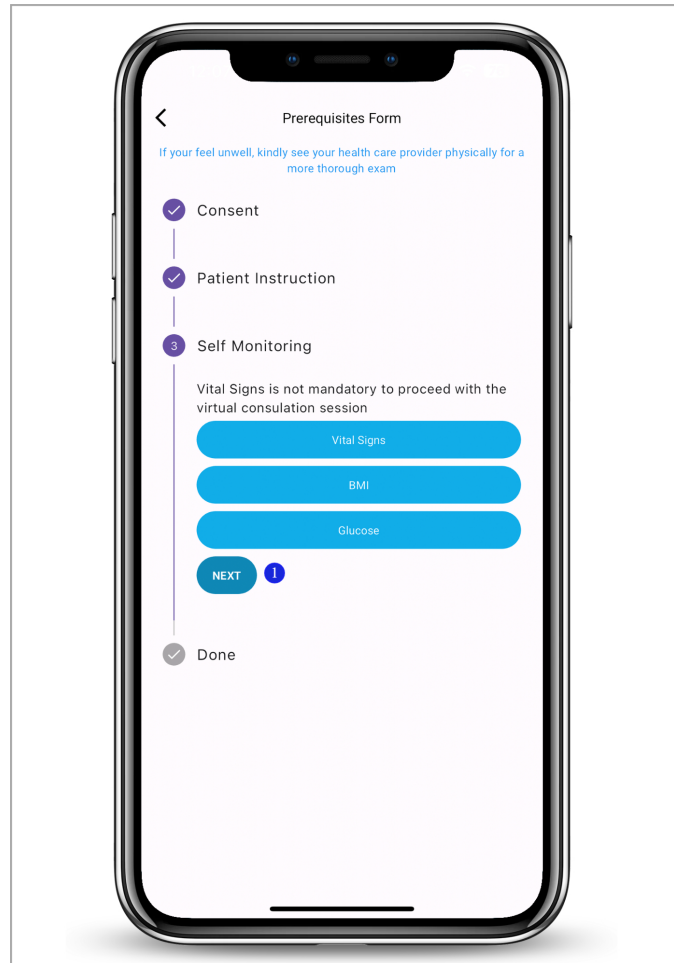 Prerequisites Form
If your feel unwell, kindly see your health care provider physically for a
more thorough exam
Consent
Patient Instruction
3 Self Monitoring
Vital Signs is not mandatory to proceed with the
virtual consulation session
Vital Signs
BMI
Glucose
NEXT 1
Done